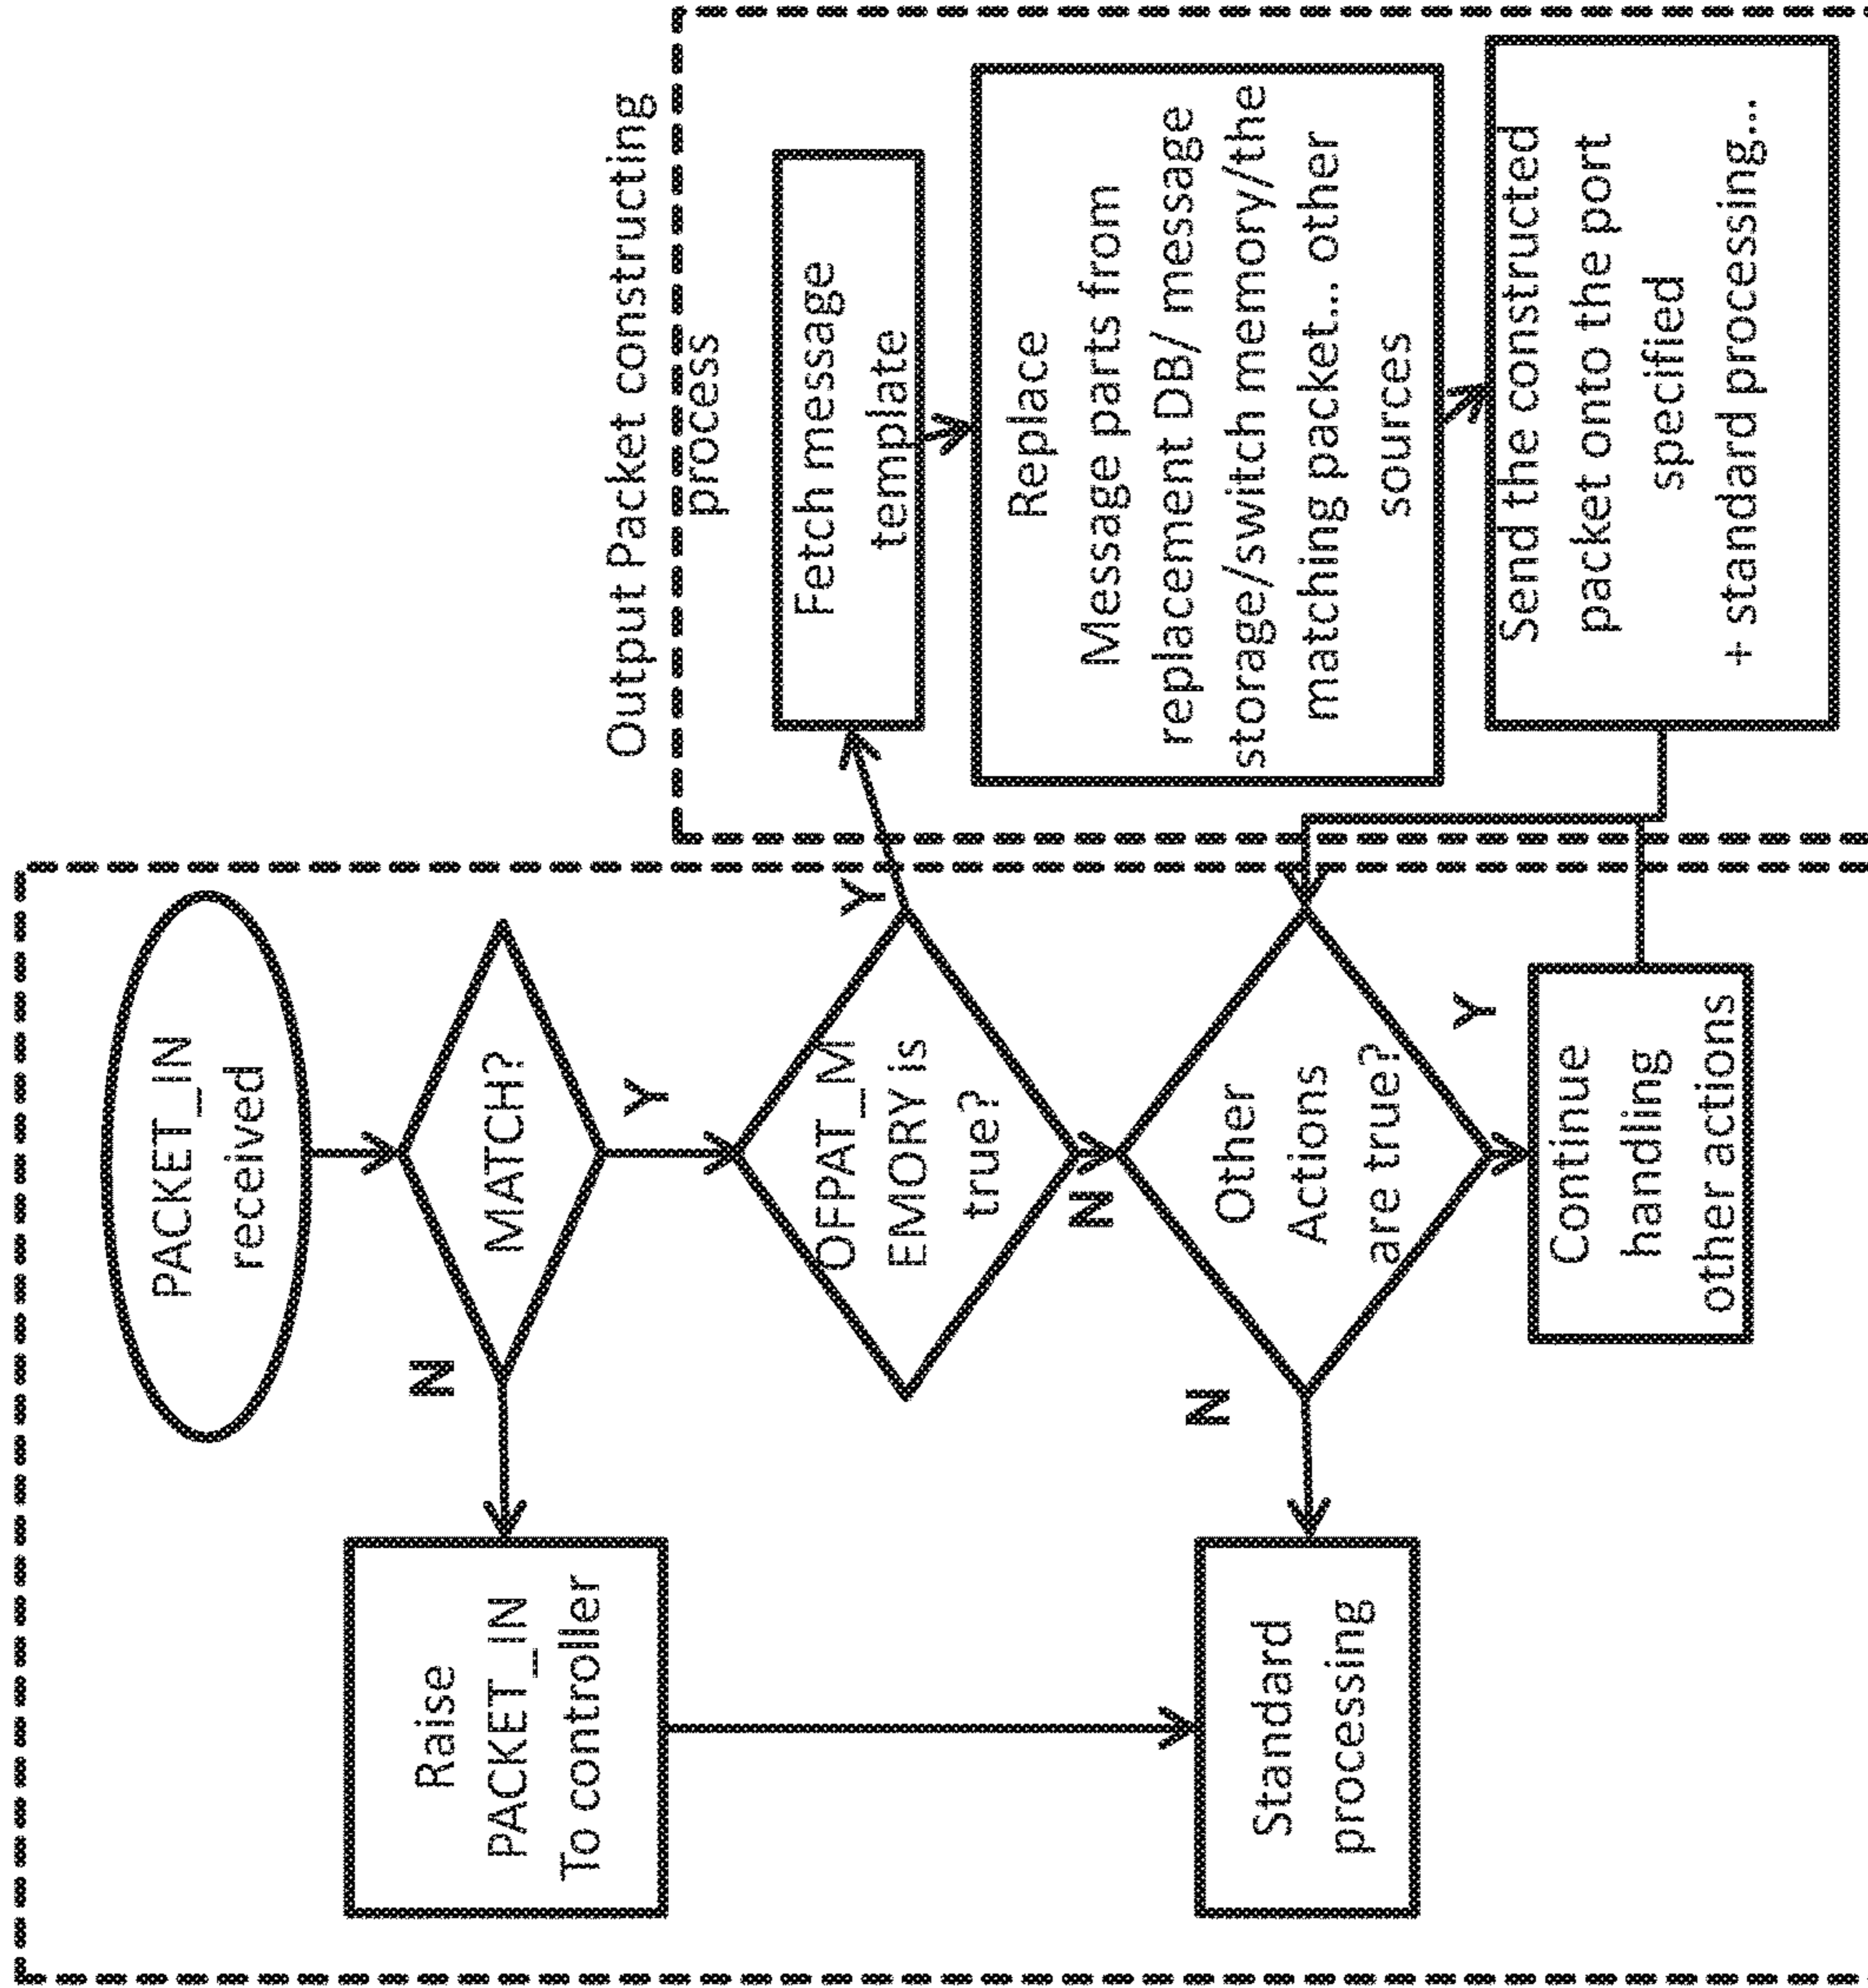 PACKET_IN
received
MATCH?
N
Y
Raise
PACKET_IN
To controller
OFPAT_M
EMORY is
true?
Y
N
Other
Actions
are true?
N
Y
Standard
processing
Continue
handling
other actions
Output Packet constructing
process
Fetch message
template
Replace
Message parts from
replacement DB/ message
storage/switch memory/the
matching packet... other
sources
Send the constructed
packet onto the port
specified
+ standard processing...